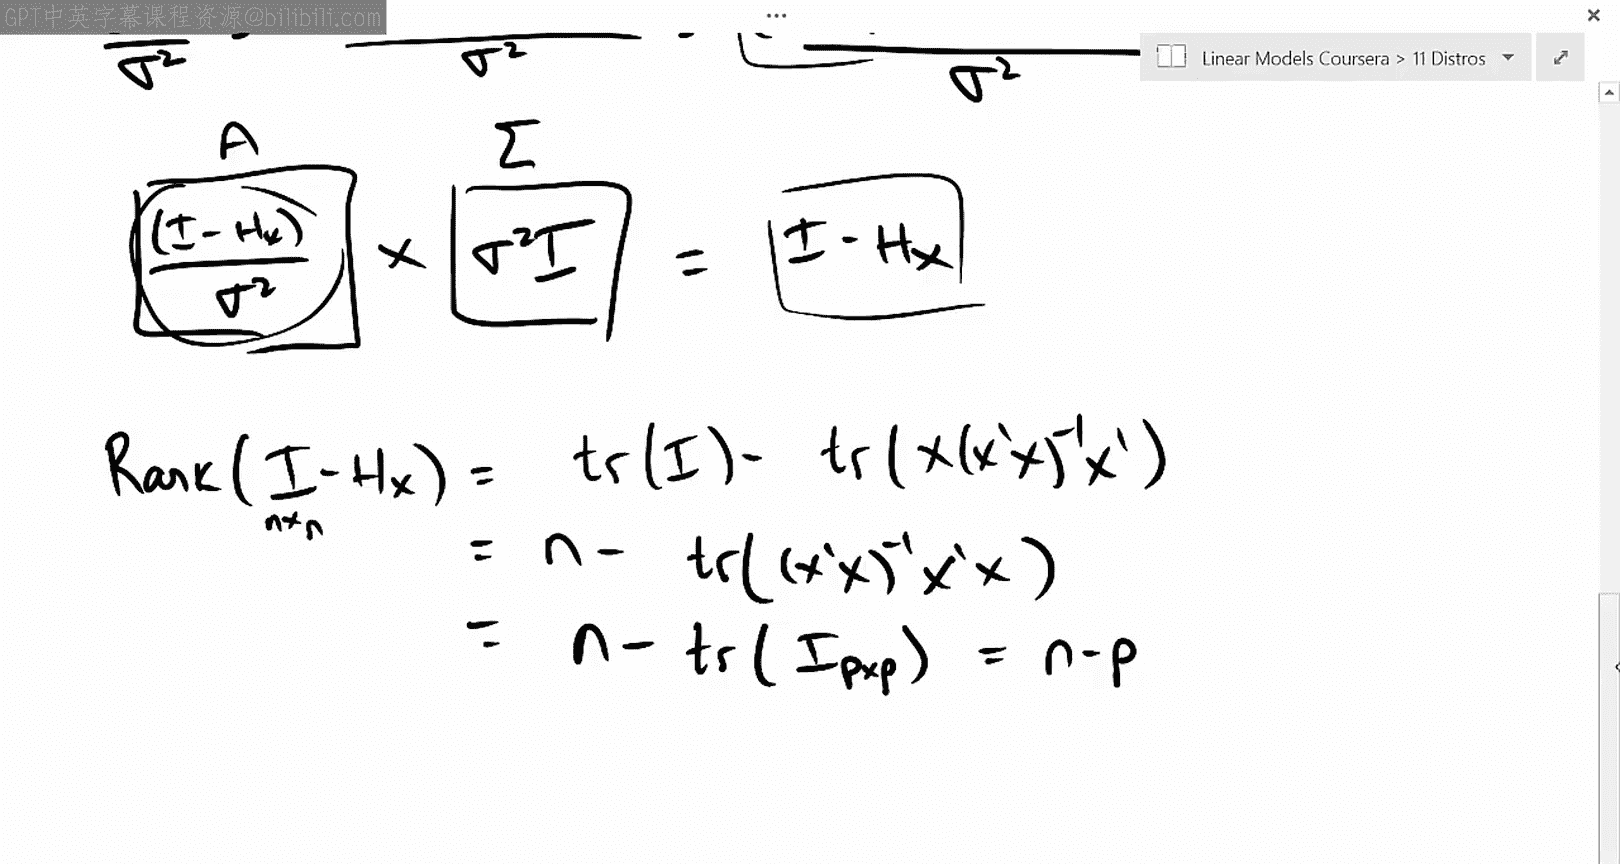 GPT中英字幕课程资源@bilibili.com
Linear Models Coursera > 11 Distros
σ² = σ² = σ²
A Σ
(I - Hx) / σ² × σ²I = I - Hx
Rank(I - Hx) = tr(I) - tr(x(x'x)⁻¹x')
n×n
= n - tr((x'x)⁻¹x'x)
= n - tr(I p×p) = n-p